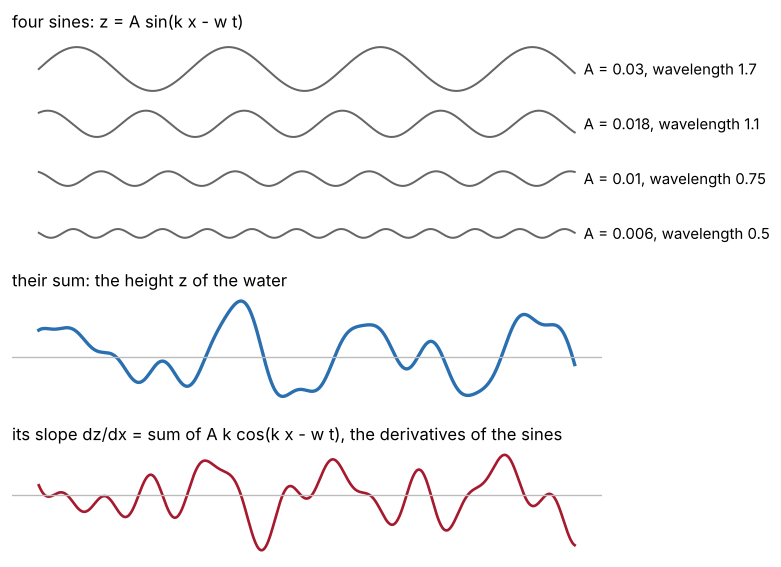 four sines: z = A sin(k x - w t)
A = 0.03, wavelength 1.7
A = 0.018, wavelength 1.1
A = 0.01, wavelength 0.75
A = 0.006, wavelength 0.5
their sum: the height z of the water
its slope dz/dx = sum of A k cos(k x - w t), the derivatives of the sines